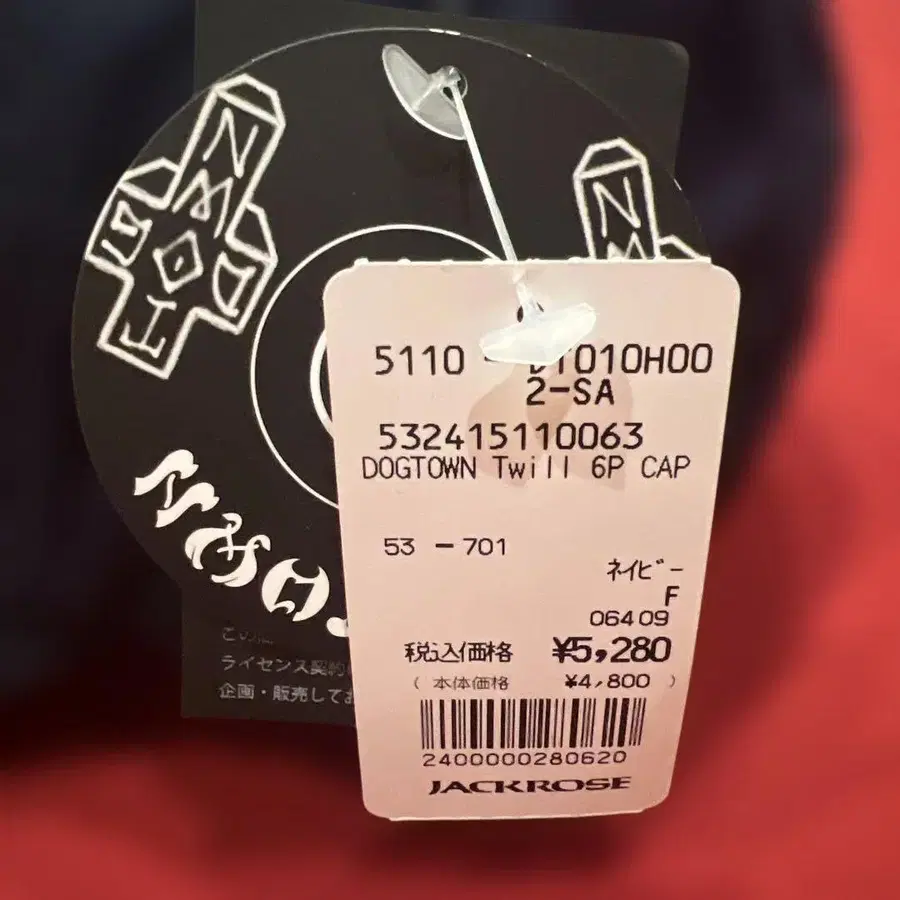 5110
2-SA
532415110063
DOGTOWN Twill 6P CAP
53 -701
ネイビー
F
06409
税込価格 ¥5,280
( 本体価格 ¥4,800 )
2400000280620
JACKROSE
ライセンス契約
企画・販売してお